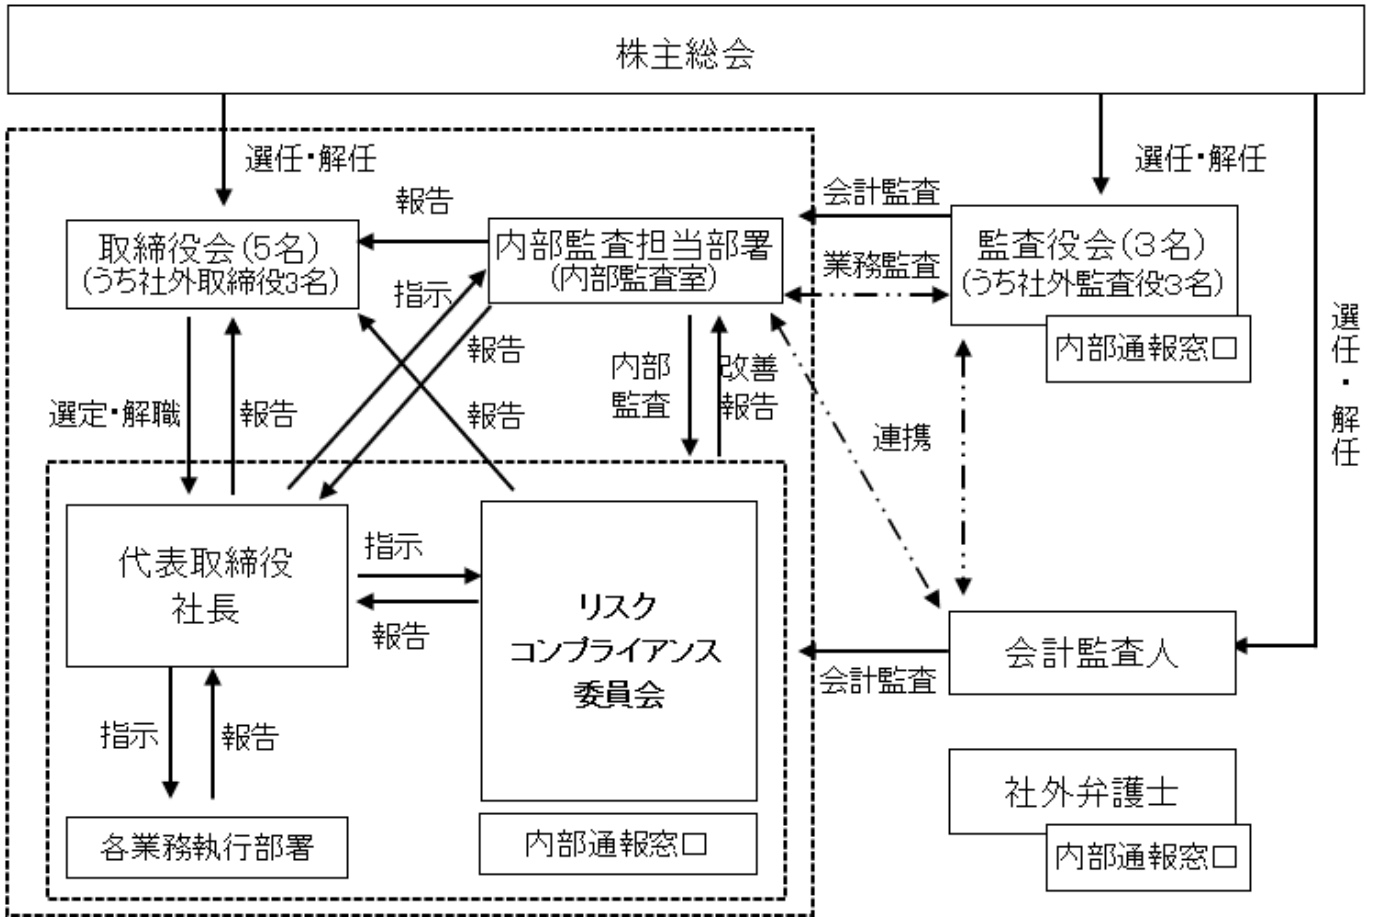 株主総会
選任・解任
選任・解任
選任・解任
取締役会(5名)
(うち社外取締役3名)
報告
内部監査担当部署
(内部監査室)
会計監査
業務監査
監査役会(3名)
(うち社外監査役3名)
内部通報窓口
指示
報告
報告
選定・解職
報告
内部
監査
改善
報告
連携
代表取締役
社長
指示
報告
リスク
コンプライアンス
委員会
会計監査
会計監査人
指示
報告
各業務執行部署
内部通報窓口
社外弁護士
内部通報窓口